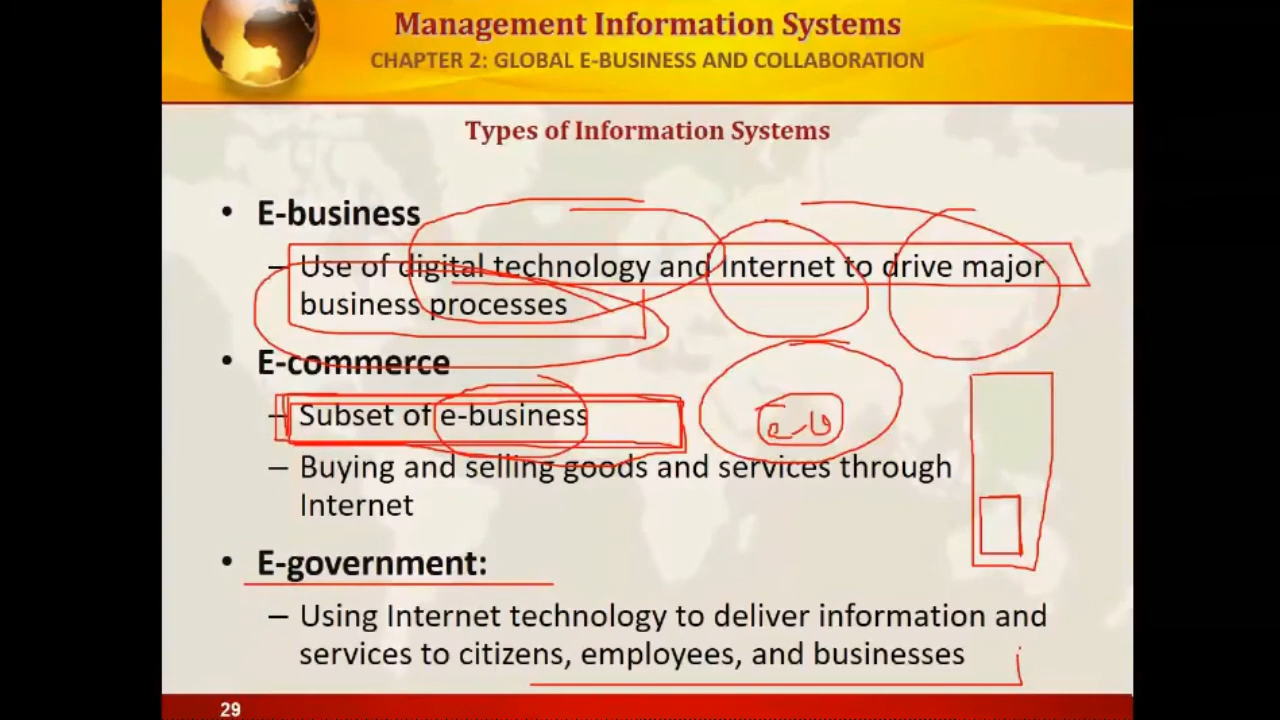 Management Information Systems
CHAPTER 2: GLOBAL E-BUSINESS AND COLLABORATION
Types of Information Systems
• E-business
– Use of digital technology and Internet to drive major
business processes
• E-commerce
– Subset of e-business
– Buying and selling goods and services through
Internet
• E-government:
– Using Internet technology to deliver information and
services to citizens, employees, and businesses
29